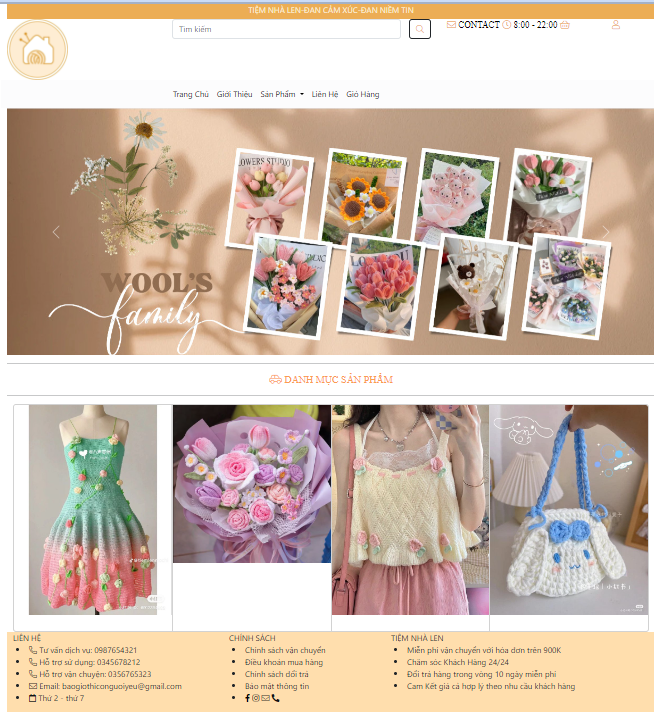 TIỆM NHÀ LEN-ĐAN CẢM XÚC-ĐAN NIỀM TIN
Tìm kiếm
CONTACT 8:00 - 22:00
Trang Chủ Giới Thiệu Sản Phẩm Liên Hệ Giỏ Hàng
FLOWERS STUDIO
WOOL'S
family
DANH MỤC SẢN PHẨM
LIÊN HỆ
Tư vấn dịch vụ: 0987654321
Hỗ trợ sử dụng: 0345678212
Hỗ trợ vận chuyển: 0356765323
Email: baogiothiconguoiyeu@gmail.com
Thứ 2 - thứ 7
CHÍNH SÁCH
Chính sách vận chuyển
Điều khoản mua hàng
Chính sách đổi trả
Bảo mật thông tin
TIỆM NHÀ LEN
Miễn phí vận chuyển với hóa đơn trên 900K
Chăm sóc Khách Hàng 24/24
Đổi trả hàng trong vòng 10 ngày miễn phí
Cam Kết giá cả hợp lý theo nhu cầu khách hàng